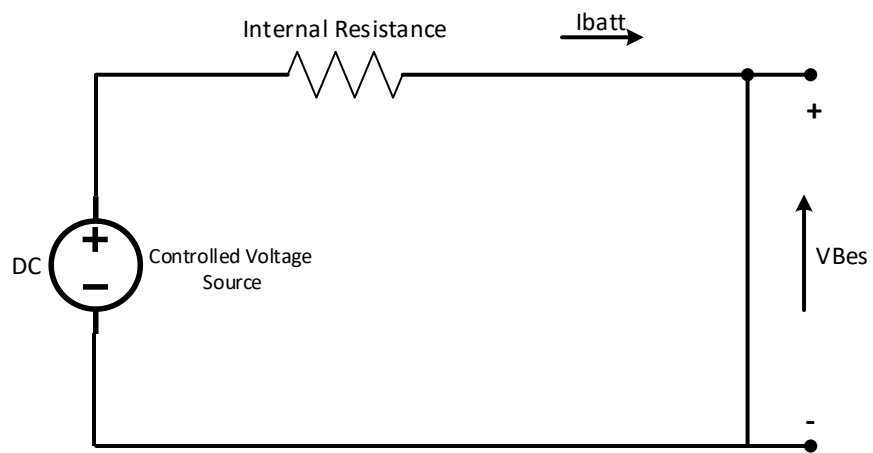 Internal Resistance
Ibatt
+
DC
+
-
Controlled Voltage
Source
VBes
-